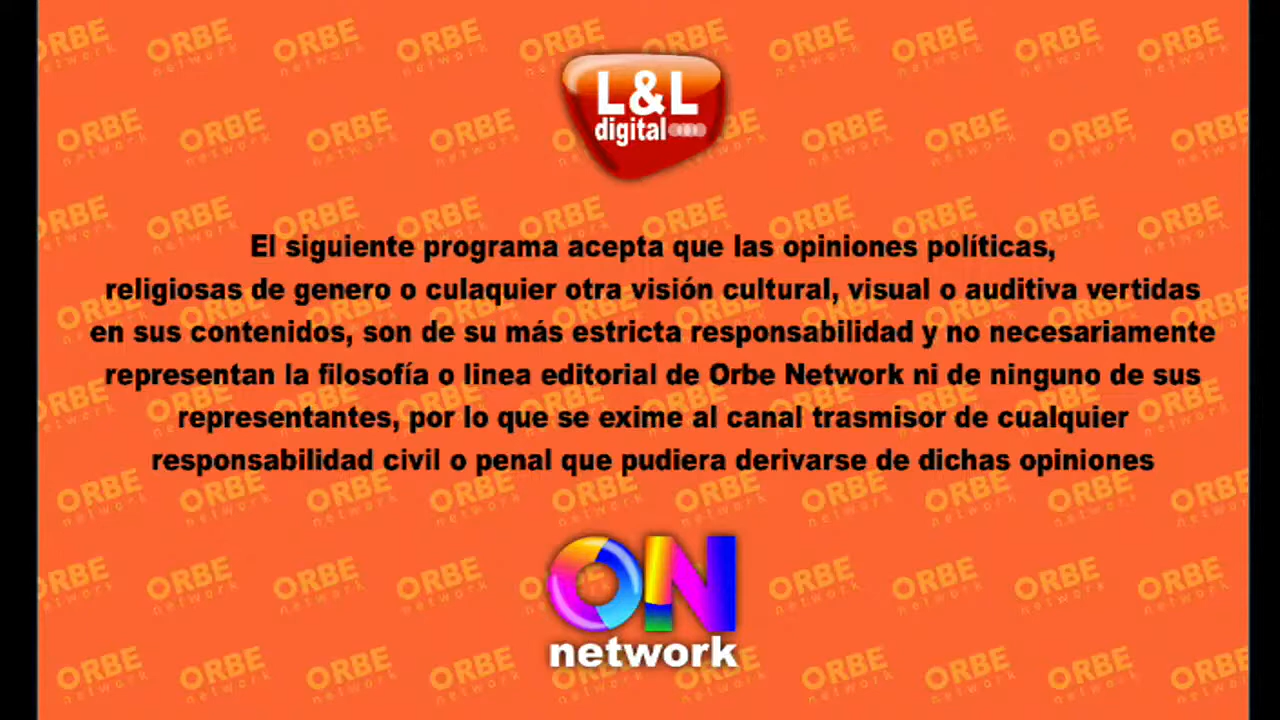 L&L
digital
El siguiente programa acepta que las opiniones políticas,
religiosas de genero o culaquier otra visión cultural, visual o auditiva vertidas
en sus contenidos, son de su más estricta responsabilidad y no necesariamente
representan la filosofía o linea editorial de Orbe Network ni de ninguno de sus
representantes, por lo que se exime al canal trasmisor de cualquier
responsabilidad civil o penal que pudiera derivarse de dichas opiniones
ON
network
ORBE
network